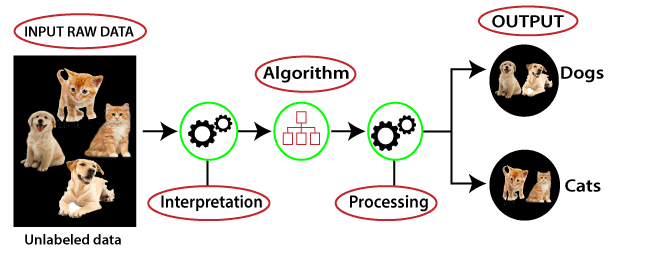 INPUT RAW DATA
OUTPUT
Algorithm
Dogs
Interpretation
Processing
Cats
Unlabeled data